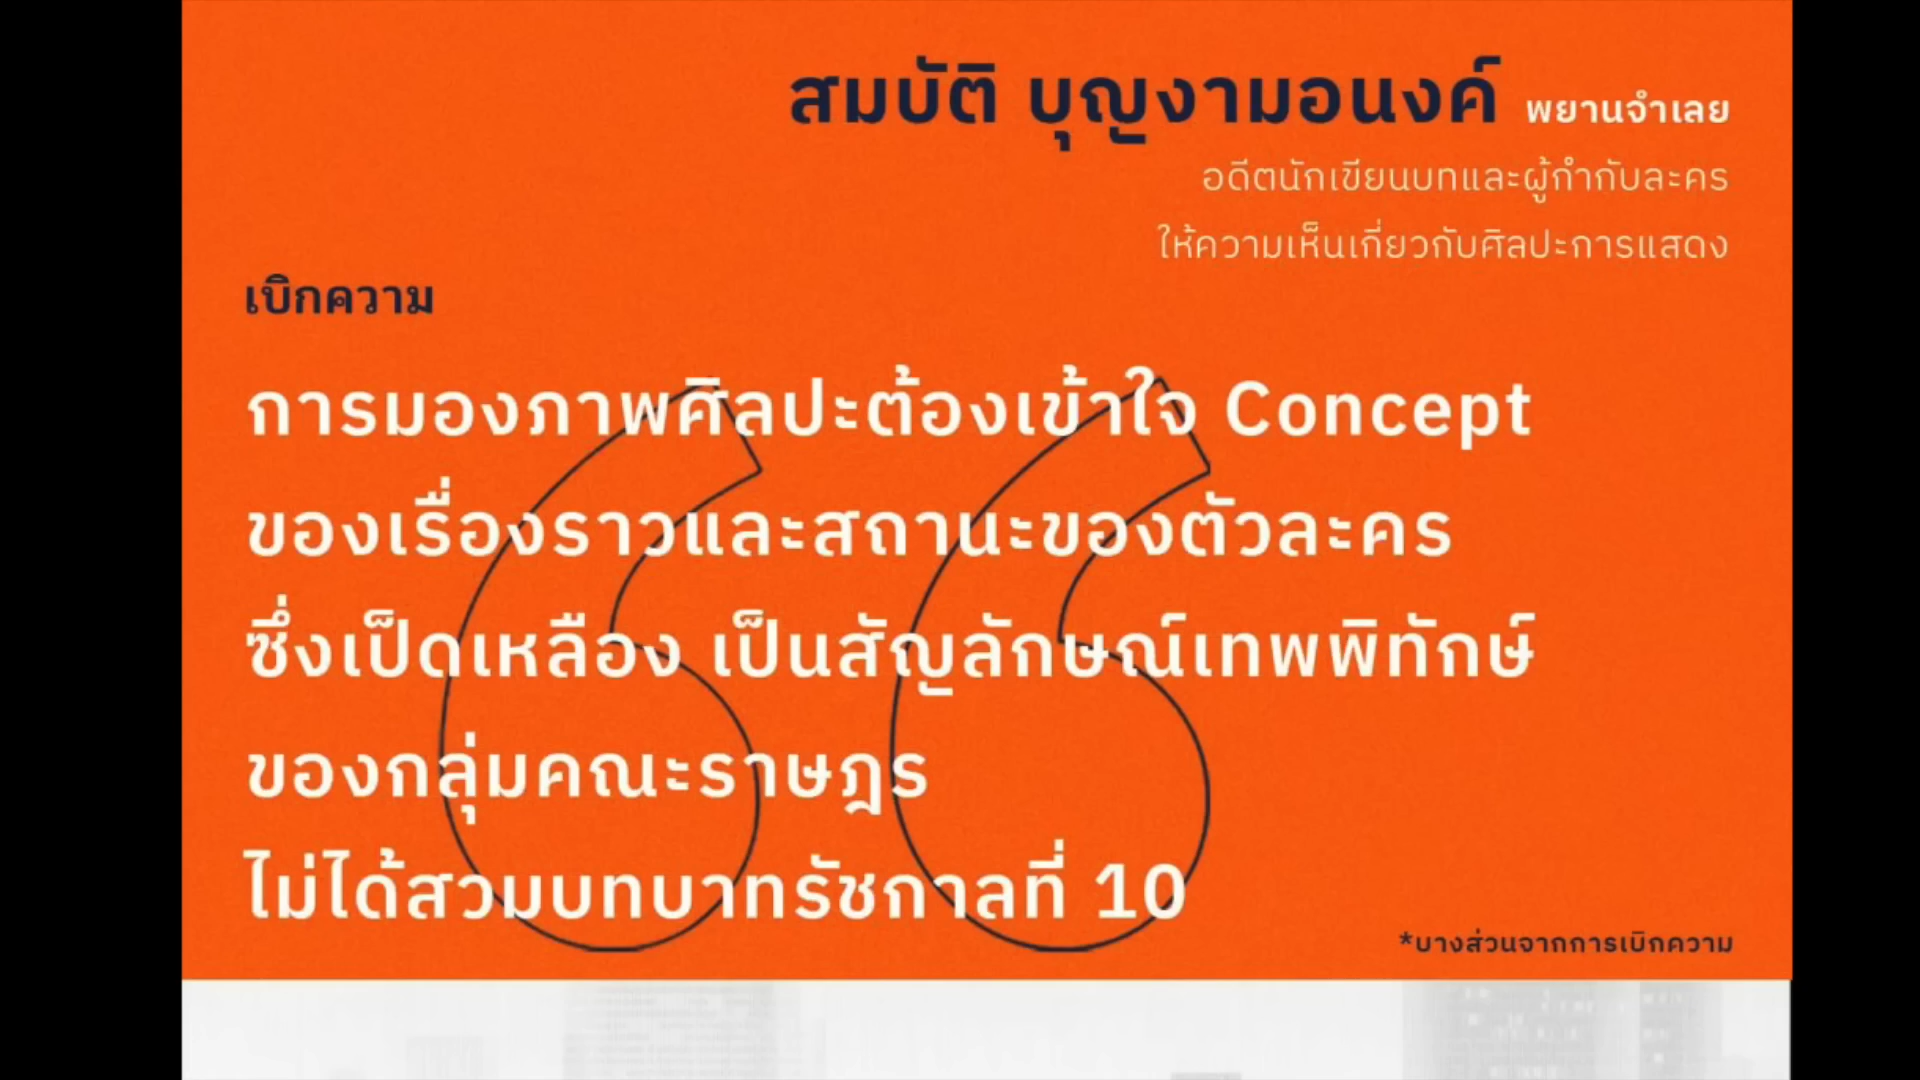 สมบัติ บุญงามอนงค์ พยานจำเลย
อดีตนักเขียนบทและผู้กำกับละคร
ให้ความเห็นเกี่ยวกับศิลปะการแสดง
เบิกความ
การมองภาพศิลปะต้องเข้าใจ Concept
ของเรื่องราวและสถานะของตัวละคร
ซึ่งเป็ดเหลือง เป็นสัญลักษณ์เทพพิทักษ์
ของกลุ่มคณะราษฎร
ไม่ได้สวมบทบาทรัชกาลที่ 10
*บางส่วนจากการเบิกความ